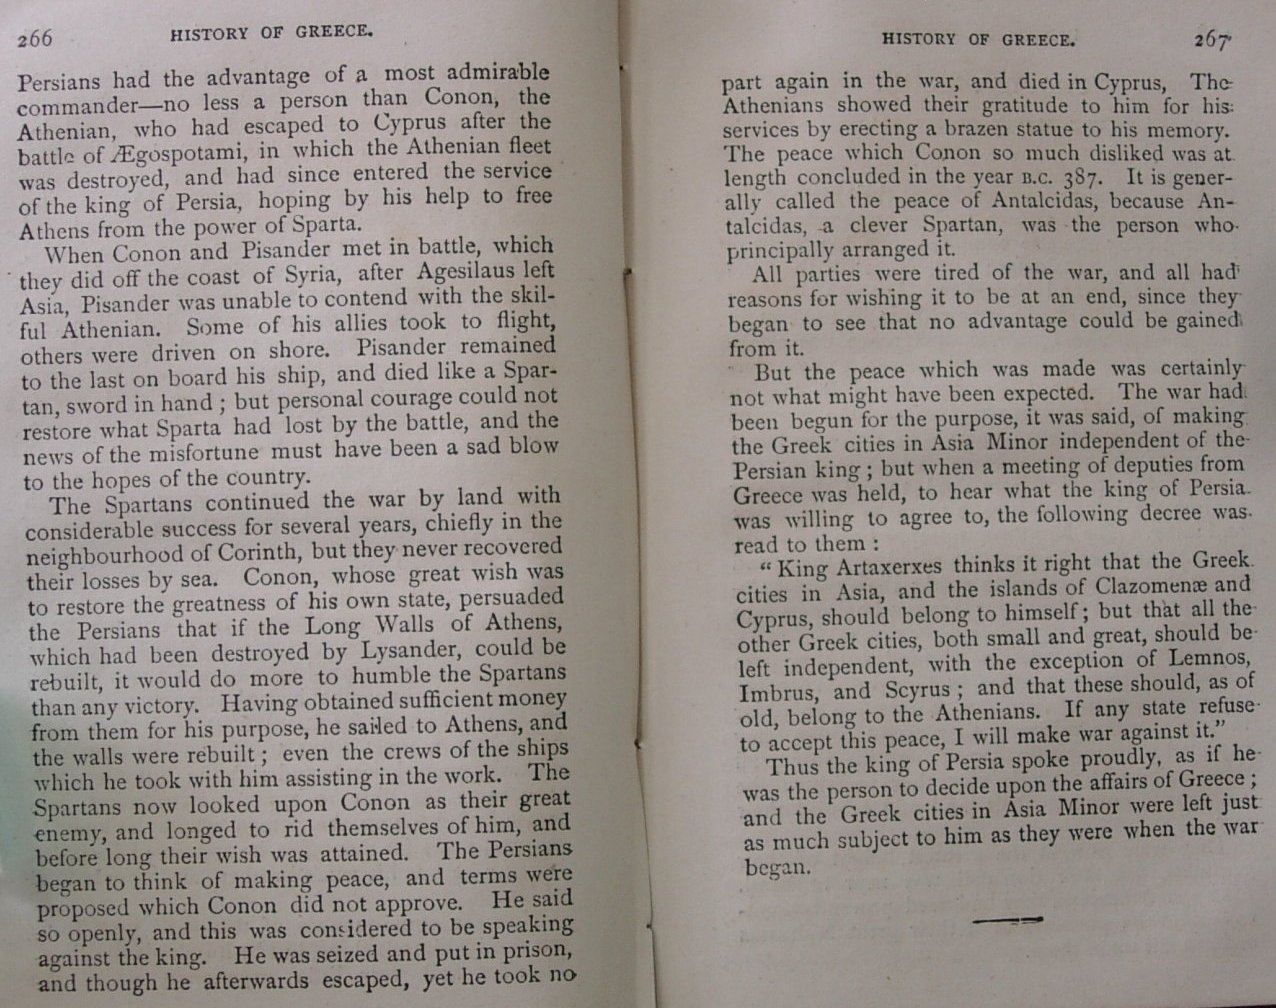 266 HISTORY OF GREECE.
Persians had the advantage of a most admirable
commander—no less a person than Conon, the
Athenian, who had escaped to Cyprus after the
battle of Ægospotami, in which the Athenian fleet
was destroyed, and had since entered the service
of the king of Persia, hoping by his help to free
Athens from the power of Sparta.
When Conon and Pisander met in battle, which
they did off the coast of Syria, after Agesilaus left
Asia, Pisander was unable to contend with the skil-
ful Athenian. Some of his allies took to flight,
others were driven on shore. Pisander remained
to the last on board his ship, and died like a Spar-
tan, sword in hand ; but personal courage could not
restore what Sparta had lost by the battle, and the
news of the misfortune must have been a sad blow
to the hopes of the country.
The Spartans continued the war by land with
considerable success for several years, chiefly in the
neighbourhood of Corinth, but they never recovered
their losses by sea. Conon, whose great wish was
to restore the greatness of his own state, persuaded
the Persians that if the Long Walls of Athens,
which had been destroyed by Lysander, could be
rebuilt, it would do more to humble the Spartans
than any victory. Having obtained sufficient money
from them for his purpose, he sailed to Athens, and
the walls were rebuilt ; even the crews of the ships
which he took with him assisting in the work. The
Spartans now looked upon Conon as their great
enemy, and longed to rid themselves of him, and
before long their wish was attained. The Persians
began to think of making peace, and terms were
proposed which Conon did not approve. He said
so openly, and this was considered to be speaking
against the king. He was seized and put in prison,
and though he afterwards escaped, yet he took no
HISTORY OF GREECE. 267
part again in the war, and died in Cyprus, The
Athenians showed their gratitude to him for his
services by erecting a brazen statue to his memory.
The peace which Conon so much disliked was at
length concluded in the year B.C. 387. It is gener-
ally called the peace of Antalcidas, because An-
talcidas, a clever Spartan, was the person who
principally arranged it.
All parties were tired of the war, and all had
reasons for wishing it to be at an end, since they
began to see that no advantage could be gained
from it.
But the peace which was made was certainly
not what might have been expected. The war had
been begun for the purpose, it was said, of making
the Greek cities in Asia Minor independent of the
Persian king ; but when a meeting of deputies from
Greece was held, to hear what the king of Persia
was willing to agree to, the following decree was
read to them :
“ King Artaxerxes thinks it right that the Greek
cities in Asia, and the islands of Clazomenæ and
Cyprus, should belong to himself ; but that all the
other Greek cities, both small and great, should be
left independent, with the exception of Lemnos,
Imbrus, and Scyrus ; and that these should, as of
old, belong to the Athenians. If any state refuse
to accept this peace, I will make war against it.”
Thus the king of Persia spoke proudly, as if he
was the person to decide upon the affairs of Greece ;
and the Greek cities in Asia Minor were left just
as much subject to him as they were when the war
began.